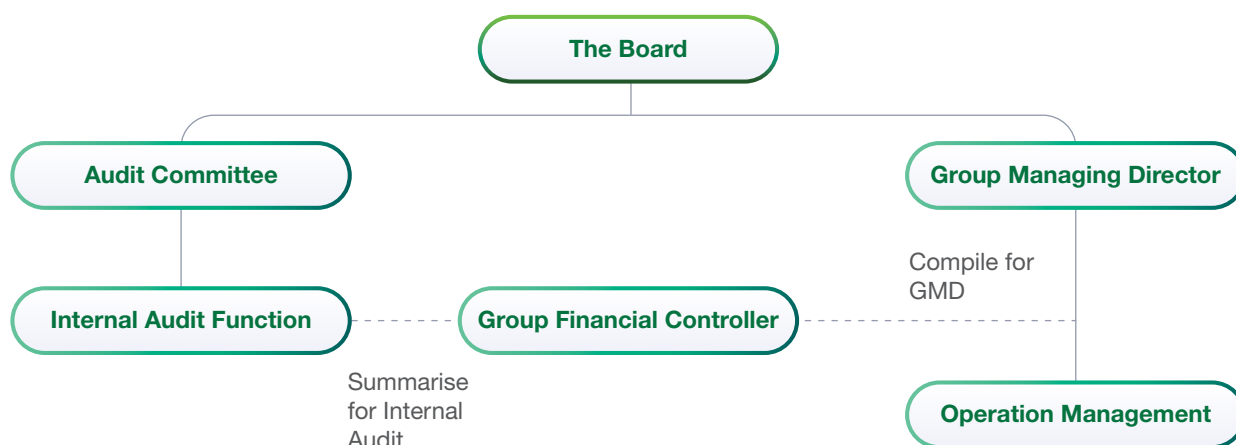 The Board
Audit Committee
Group Managing Director
Compile for
GMD
Internal Audit Function
Group Financial Controller
Summarise
for Internal
Audit
Operation Management